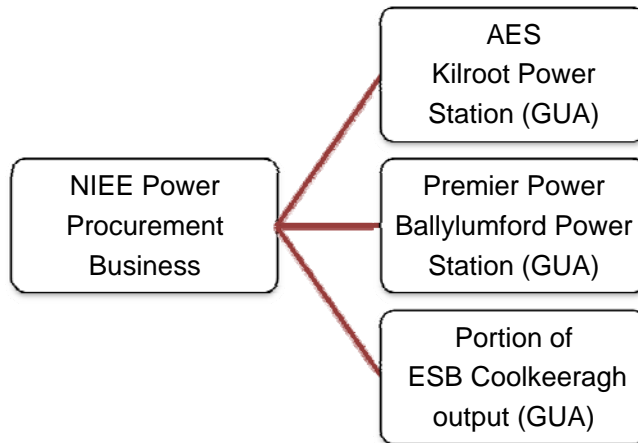 AES
Kilroot Power
Station (GUA)
NIEE Power
Procurement
Business
Premier Power
Ballylumford Power
Station (GUA)
Portion of
ESB Coolkeeragh
output (GUA)